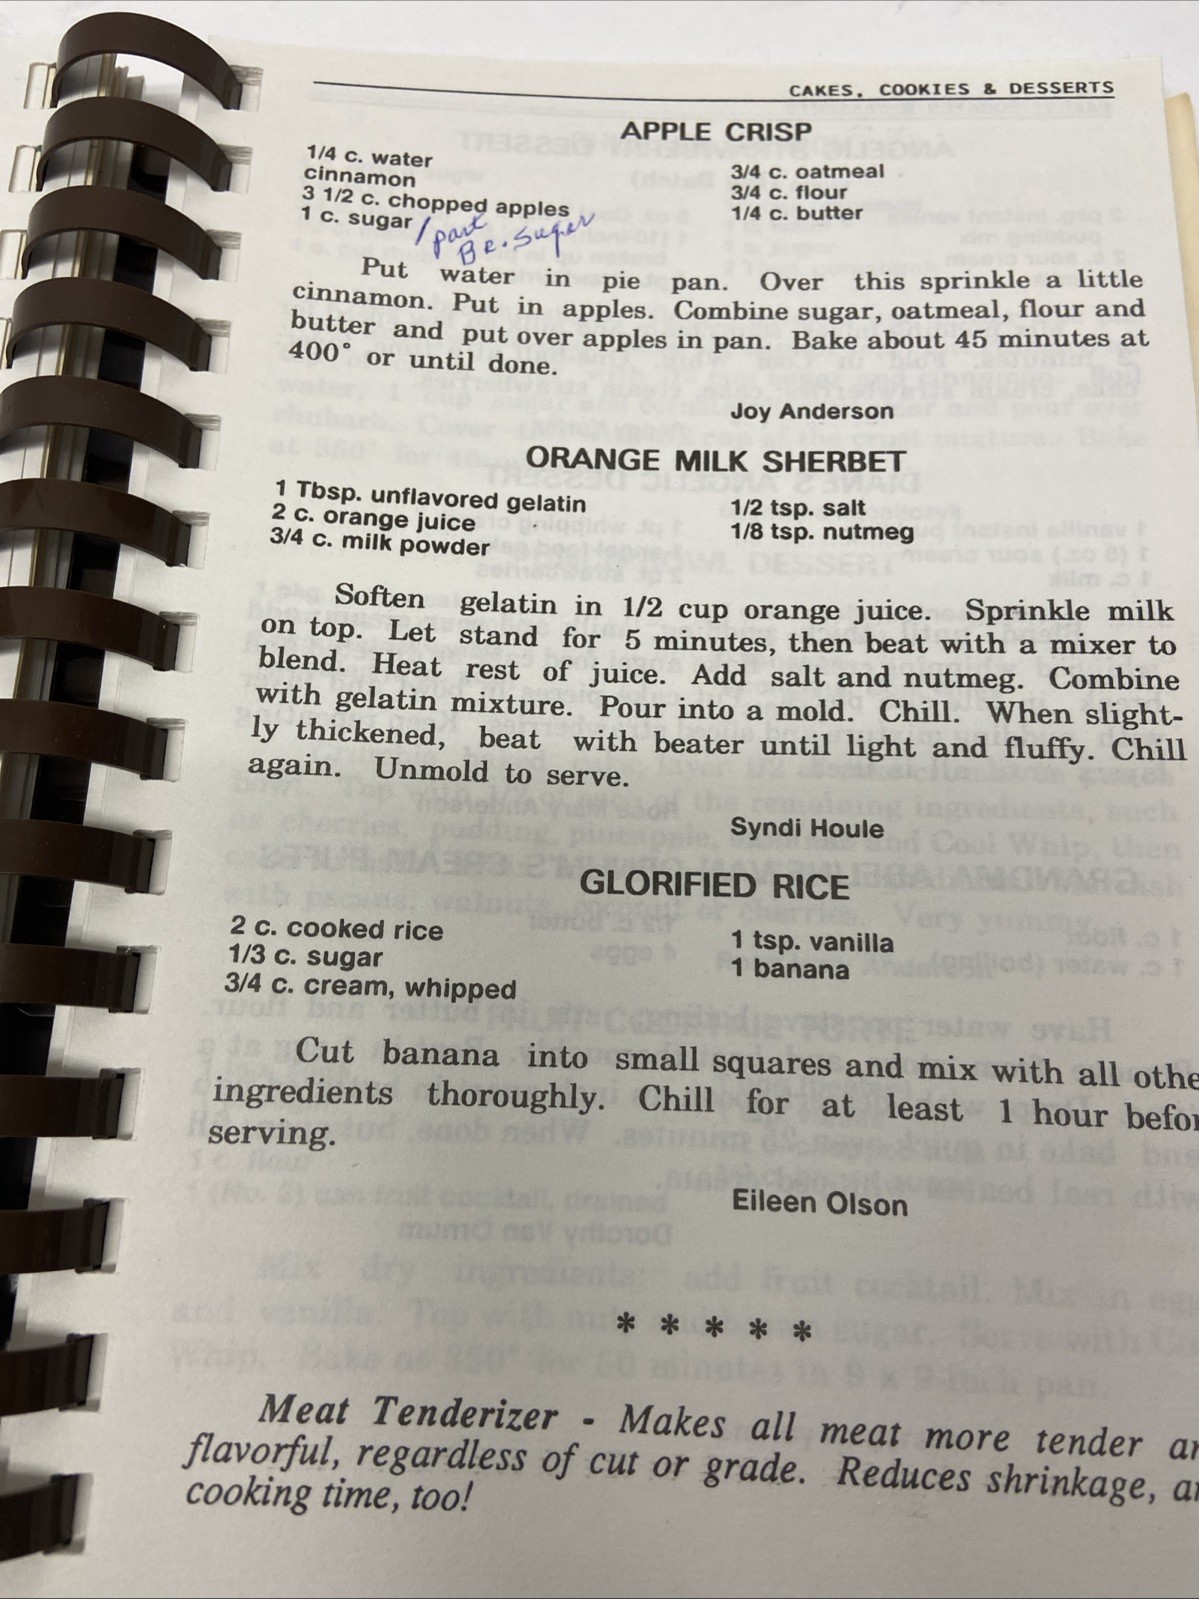 CAKES, COOKIES & DESSERTS
APPLE CRISP
1/4 c. water
cinnamon
3 1/2 c. chopped apples
1 c. sugar / part
Br. sugar
3/4 c. oatmeal
3/4 c. flour
1/4 c. butter
Put water in pie pan. Over this sprinkle a little
cinnamon. Put in apples. Combine sugar, oatmeal, flour and
butter and put over apples in pan. Bake about 45 minutes at
400° or until done.
Joy Anderson
ORANGE MILK SHERBET
1 Tbsp. unflavored gelatin
2 c. orange juice
3/4 c. milk powder
1/2 tsp. salt
1/8 tsp. nutmeg
Soften gelatin in 1/2 cup orange juice. Sprinkle milk
on top. Let stand for 5 minutes, then beat with a mixer to
blend. Heat rest of juice. Add salt and nutmeg. Combine
with gelatin mixture. Pour into a mold. Chill. When slight-
ly thickened, beat with beater until light and fluffy. Chill
again. Unmold to serve.
Syndi Houle
GLORIFIED RICE
2 c. cooked rice
1/3 c. sugar
3/4 c. cream, whipped
1 tsp. vanilla
1 banana
Cut banana into small squares and mix with all othe
ingredients thoroughly. Chill for at least 1 hour befor
serving.
Eileen Olson
* * * * *
Meat Tenderizer - Makes all meat more tender an
flavorful, regardless of cut or grade. Reduces shrinkage, an
cooking time, too!